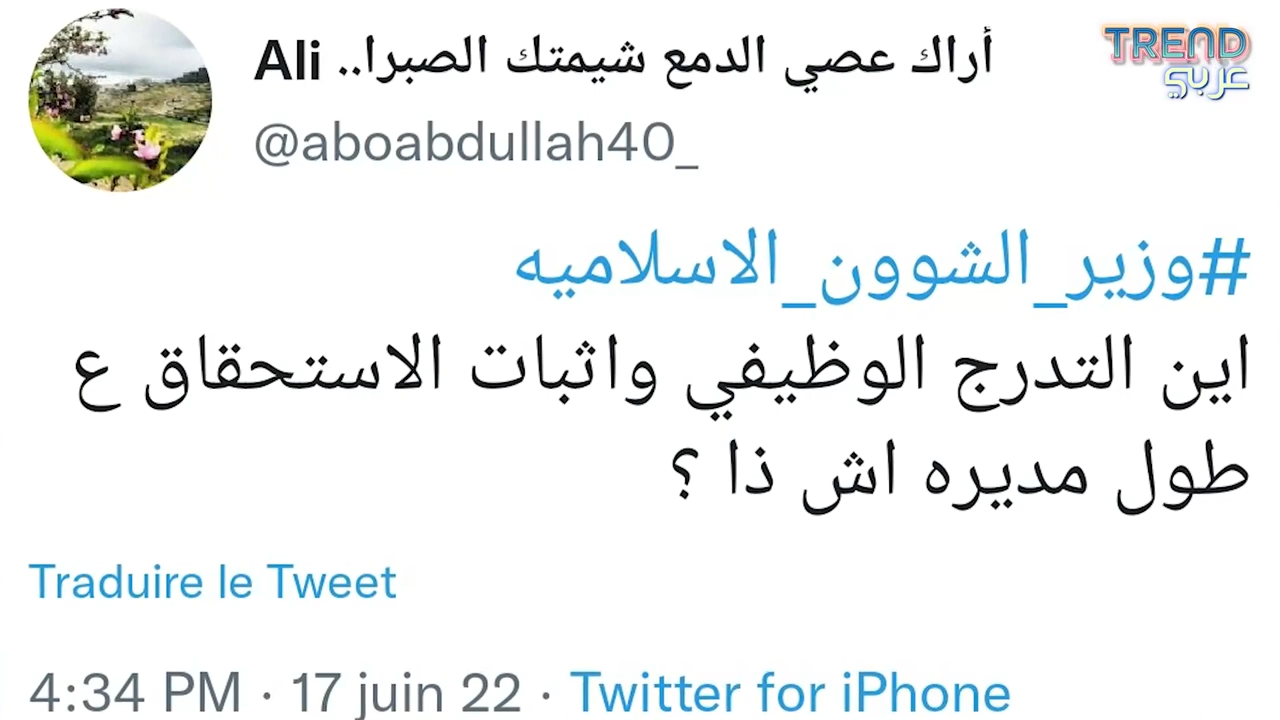 أراك عصي الدمع شيمتك الصبرا.. Ali
TREND
عربي
@aboabdullah40_
#وزير_الشوون_الاسلاميه
اين التدرج الوظيفي واثبات الاستحقاق ع
طول مديره اش ذا ؟
Traduire le Tweet
4:34 PM · 17 juin 22 · Twitter for iPhone